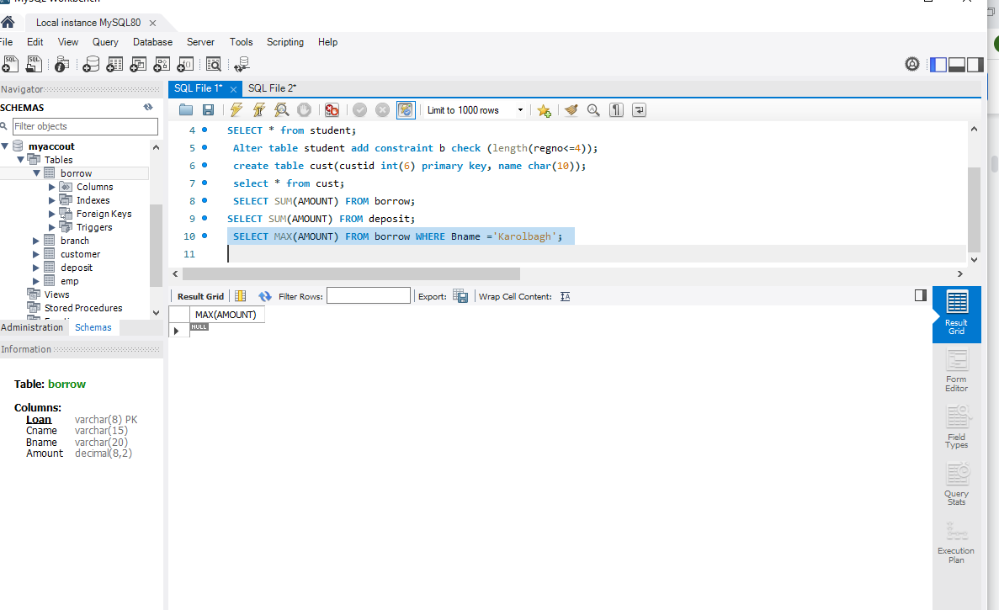 MySQL Workbench
Local instance MySQL80
File Edit View Query Database Server Tools Scripting Help
SQL SQL
Navigator
SQL File 1* SQL File 2*
SCHEMAS
Filter objects
Limit to 1000 rows
myaccout
Tables
borrow
Columns
Indexes
Foreign Keys
Triggers
branch
customer
deposit
emp
Views
Stored Procedures
Administration Schemas
4 SELECT * from student;
5 Alter table student add constraint b check (length(regno<=4));
6 create table cust(custid int(6) primary key, name char(10));
7 select * from cust;
8 SELECT SUM(AMOUNT) FROM borrow;
9 SELECT SUM(AMOUNT) FROM deposit;
10 SELECT MAX(AMOUNT) FROM borrow WHERE Bname ='Karolbagh';
11
Result Grid Filter Rows: Export: Wrap Cell Content:
MAX(AMOUNT)
NULL
Information
Table: borrow
Columns:
Loan varchar(8) PK
Cname varchar(15)
Bname varchar(20)
Amount decimal(8,2)
Result
Grid
Form
Editor
Field
Types
Query
Stats
Execution
Plan